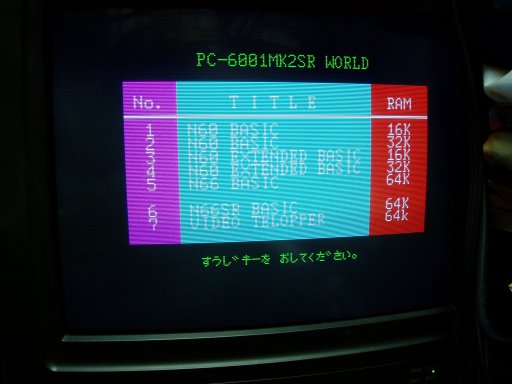 PC-6001MK2SR WORLD
No. TITLE RAM
1 N60 BASIC 16K
2 N60 BASIC 32K
3 N60 EXTENDED BASIC 16K
4 N60 EXTENDED BASIC 32K
5 N66 BASIC 64K
6 N66SR BASIC 64K
7 VIDEO TELOPPER 64k
すうじキーを おしてください。